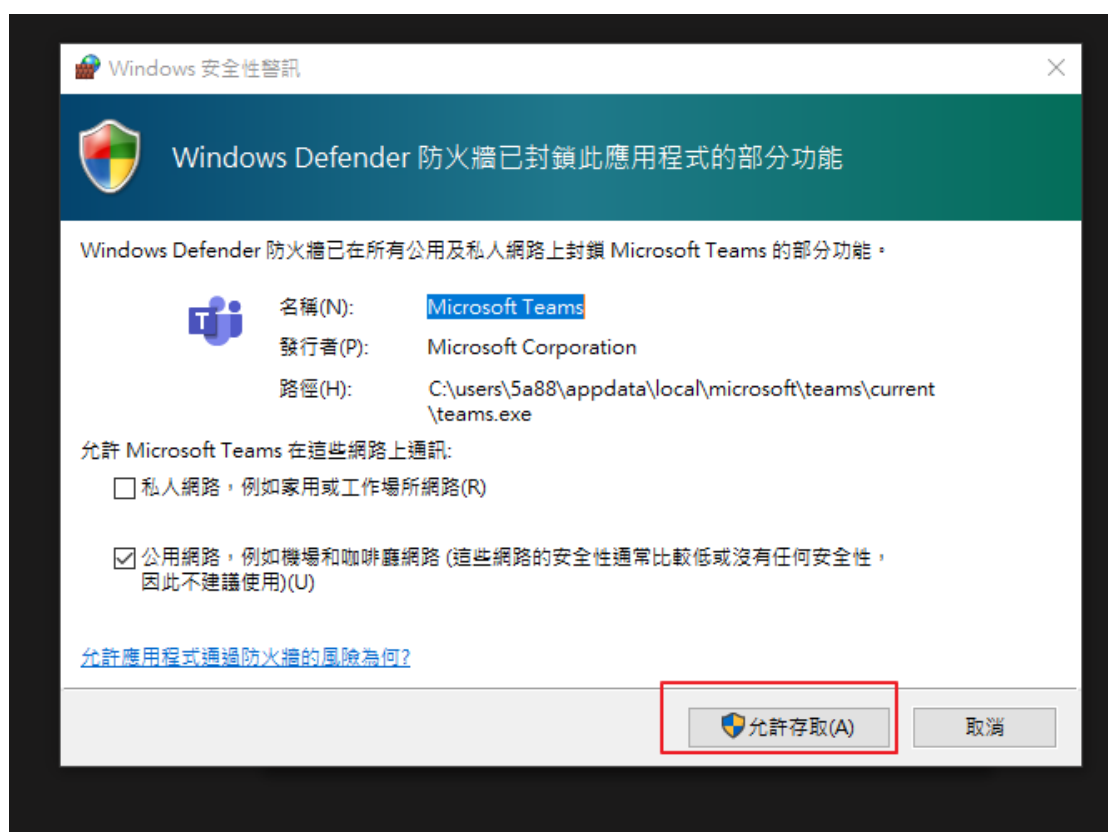 Windows 安全性警訊
Windows Defender 防火牆已封鎖此應用程式的部分功能
Windows Defender 防火牆已在所有公用及私人網路上封鎖 Microsoft Teams 的部分功能。
T
名稱(N): Microsoft Teams
發行者(P): Microsoft Corporation
路徑(H): C:\users\5a88\appdata\local\microsoft\teams\current
\teams.exe
允許 Microsoft Teams 在這些網路上通訊:
私人網路，例如家用或工作場所網路(R)
公用網路，例如機場和咖啡廳網路 (這些網路的安全性通常比較低或沒有任何安全性，
因此不建議使用)(U)
允許應用程式通過防火牆的風險為何?
允許存取(A)
取消